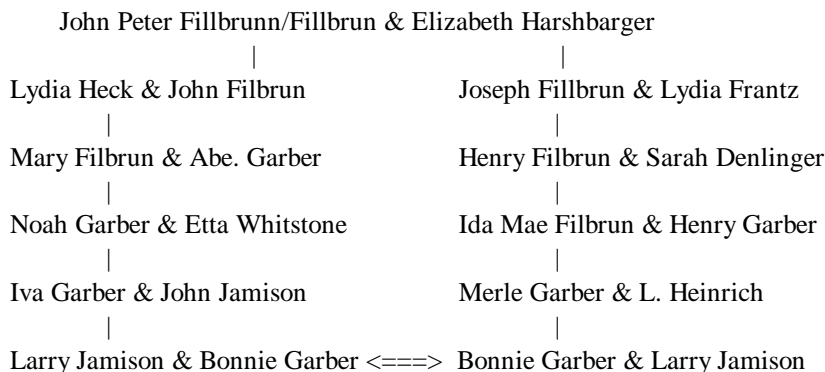 John Peter Fillbrunn/Fillbrun & Elizabeth Harshbarger
| |
Lydia Heck & John Filbrun Joseph Fillbrun & Lydia Frantz
| |
Mary Filbrun & Abe. Garber Henry Filbrun & Sarah Denlinger
| |
Noah Garber & Etta Whitstone Ida Mae Filbrun & Henry Garber
| |
Iva Garber & John Jamison Merle Garber & L. Heinrich
| |
Larry Jamison & Bonnie Garber <===> Bonnie Garber & Larry Jamison